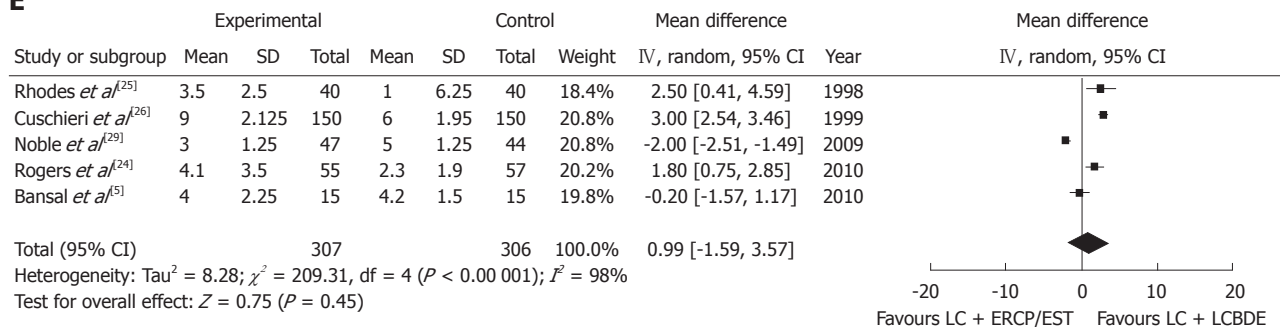 E
Experimental Control Mean difference Mean difference
Study or subgroup Mean SD Total Mean SD Total Weight Ⅳ, random, 95% CI Year Ⅳ, random, 95% CI
Rhodes et al[25] 3.5 2.5 40 1 6.25 40 18.4% 2.50 [0.41, 4.59] 1998
Cuschieri et al[26] 9 2.125 150 6 1.95 150 20.8% 3.00 [2.54, 3.46] 1999
Noble et al[29] 3 1.25 47 5 1.25 44 20.8% -2.00 [-2.51, -1.49] 2009
Rogers et al[24] 4.1 3.5 55 2.3 1.9 57 20.2% 1.80 [0.75, 2.85] 2010
Bansal et al[5] 4 2.25 15 4.2 1.5 15 19.8% -0.20 [-1.57, 1.17] 2010
Total (95% CI) 307 306 100.0% 0.99 [-1.59, 3.57]
Heterogeneity: Tau² = 8.28; χ² = 209.31, df = 4 (P < 0.00 001); I² = 98%
Test for overall effect: Z = 0.75 (P = 0.45)
-20 -10 0 10 20
Favours LC + ERCP/EST Favours LC + LCBDE